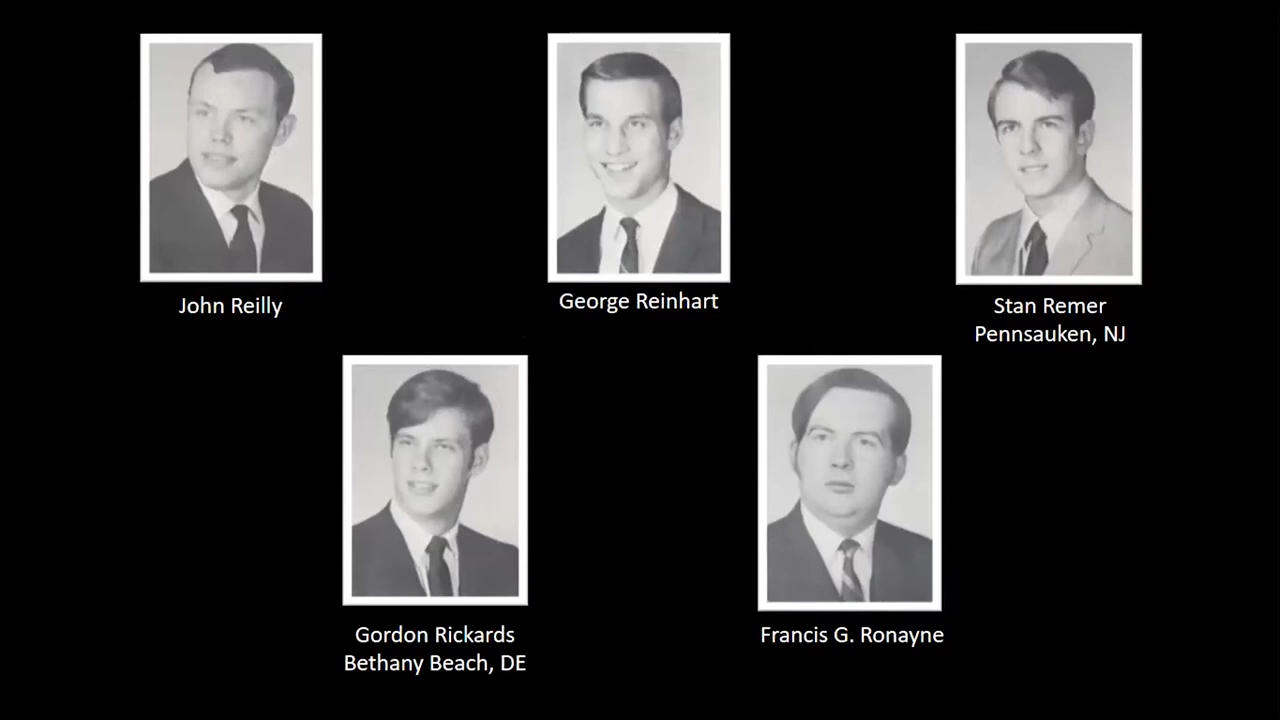 John Reilly
George Reinhart
Stan Remer
Pennsauken, NJ
Gordon Rickards
Bethany Beach, DE
Francis G. Ronayne